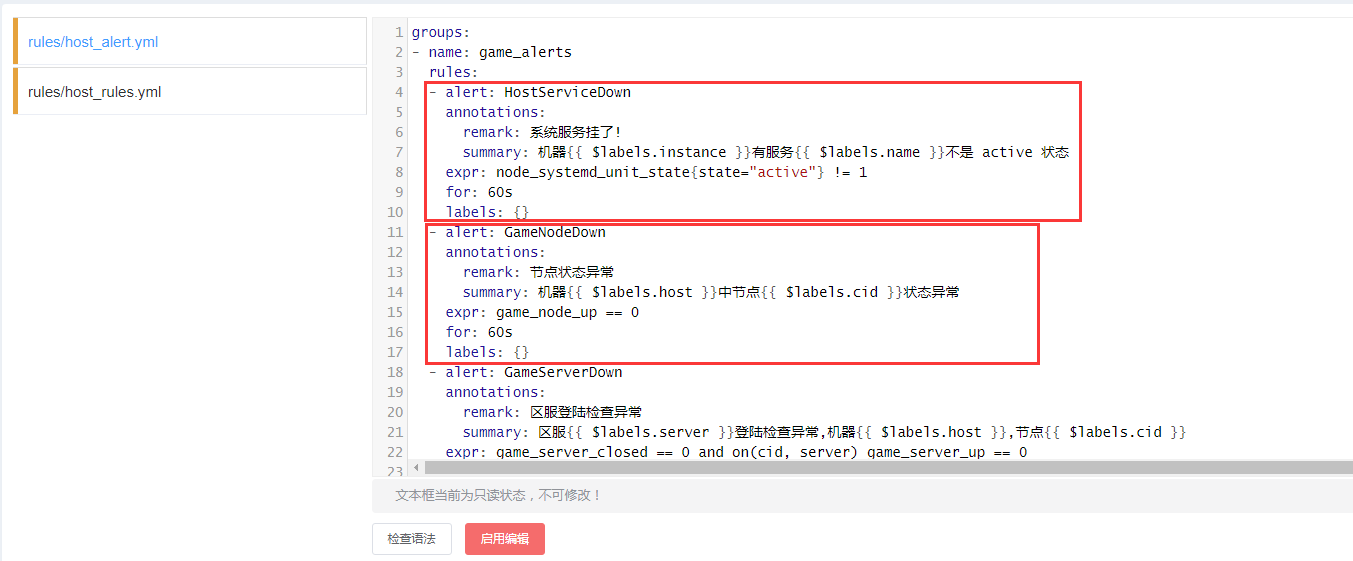 rules/host_alert.yml
rules/host_rules.yml
1 groups:
2 - name: game_alerts
3 rules:
4 - alert: HostServiceDown
5 annotations:
6 remark: 系统服务挂了!
7 summary: 机器{{ $labels.instance }}有服务{{ $labels.name }}不是 active 状态
8 expr: node_systemd_unit_state{state="active"} != 1
9 for: 60s
10 labels: {}
11 - alert: GameNodeDown
12 annotations:
13 remark: 节点状态异常
14 summary: 机器{{ $labels.host }}中节点{{ $labels.cid }}状态异常
15 expr: game_node_up == 0
16 for: 60s
17 labels: {}
18 - alert: GameServerDown
19 annotations:
20 remark: 区服登陆检查异常
21 summary: 区服{{ $labels.server }}登陆检查异常,机器{{ $labels.host }},节点{{ $labels.cid }}
22 expr: game_server_closed == 0 and on(cid, server) game_server_up == 0
23
文本框当前为只读状态，不可修改！
检查语法
启用编辑